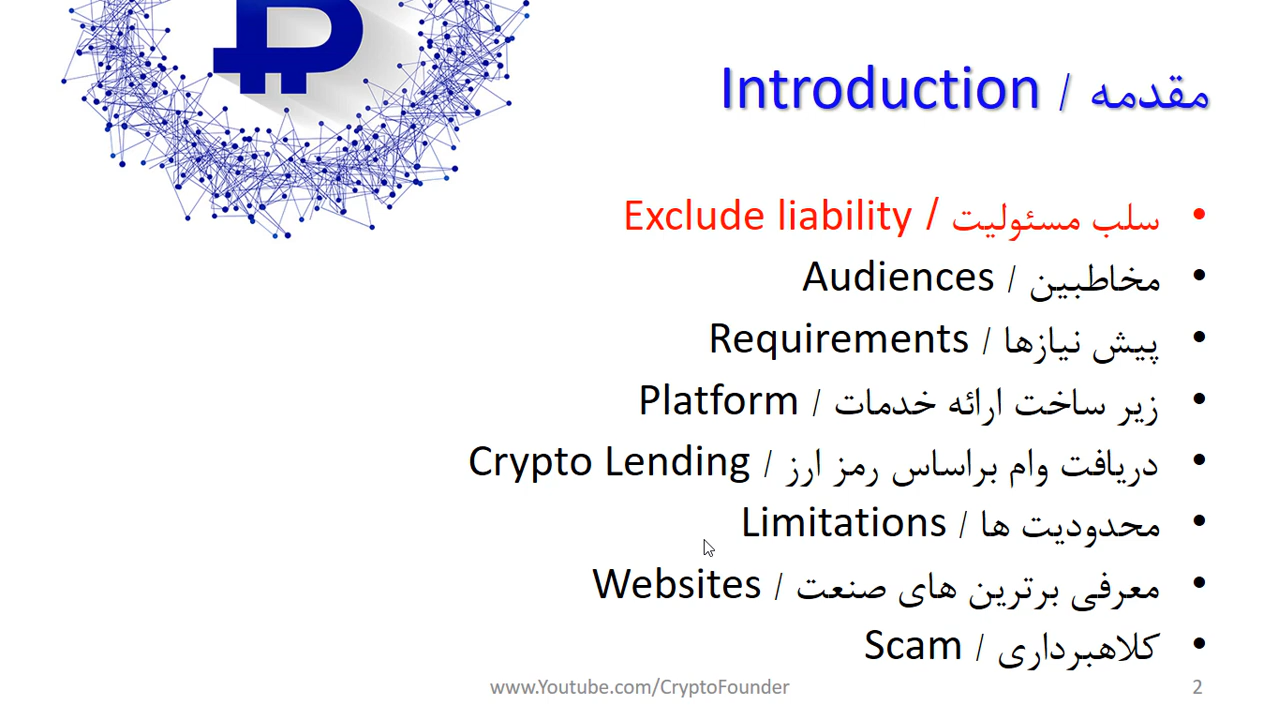 مقدمه / Introduction
سلب مسئولیت / Exclude liability
مخاطبین / Audiences
پیش نیازها / Requirements
زیر ساخت ارائه خدمات / Platform
دریافت وام براساس رمز ارز / Crypto Lending
محدودیت ها / Limitations
معرفی برترین های صنعت / Websites
کلاهبرداری / Scam
www.Youtube.com/CryptoFounder
2